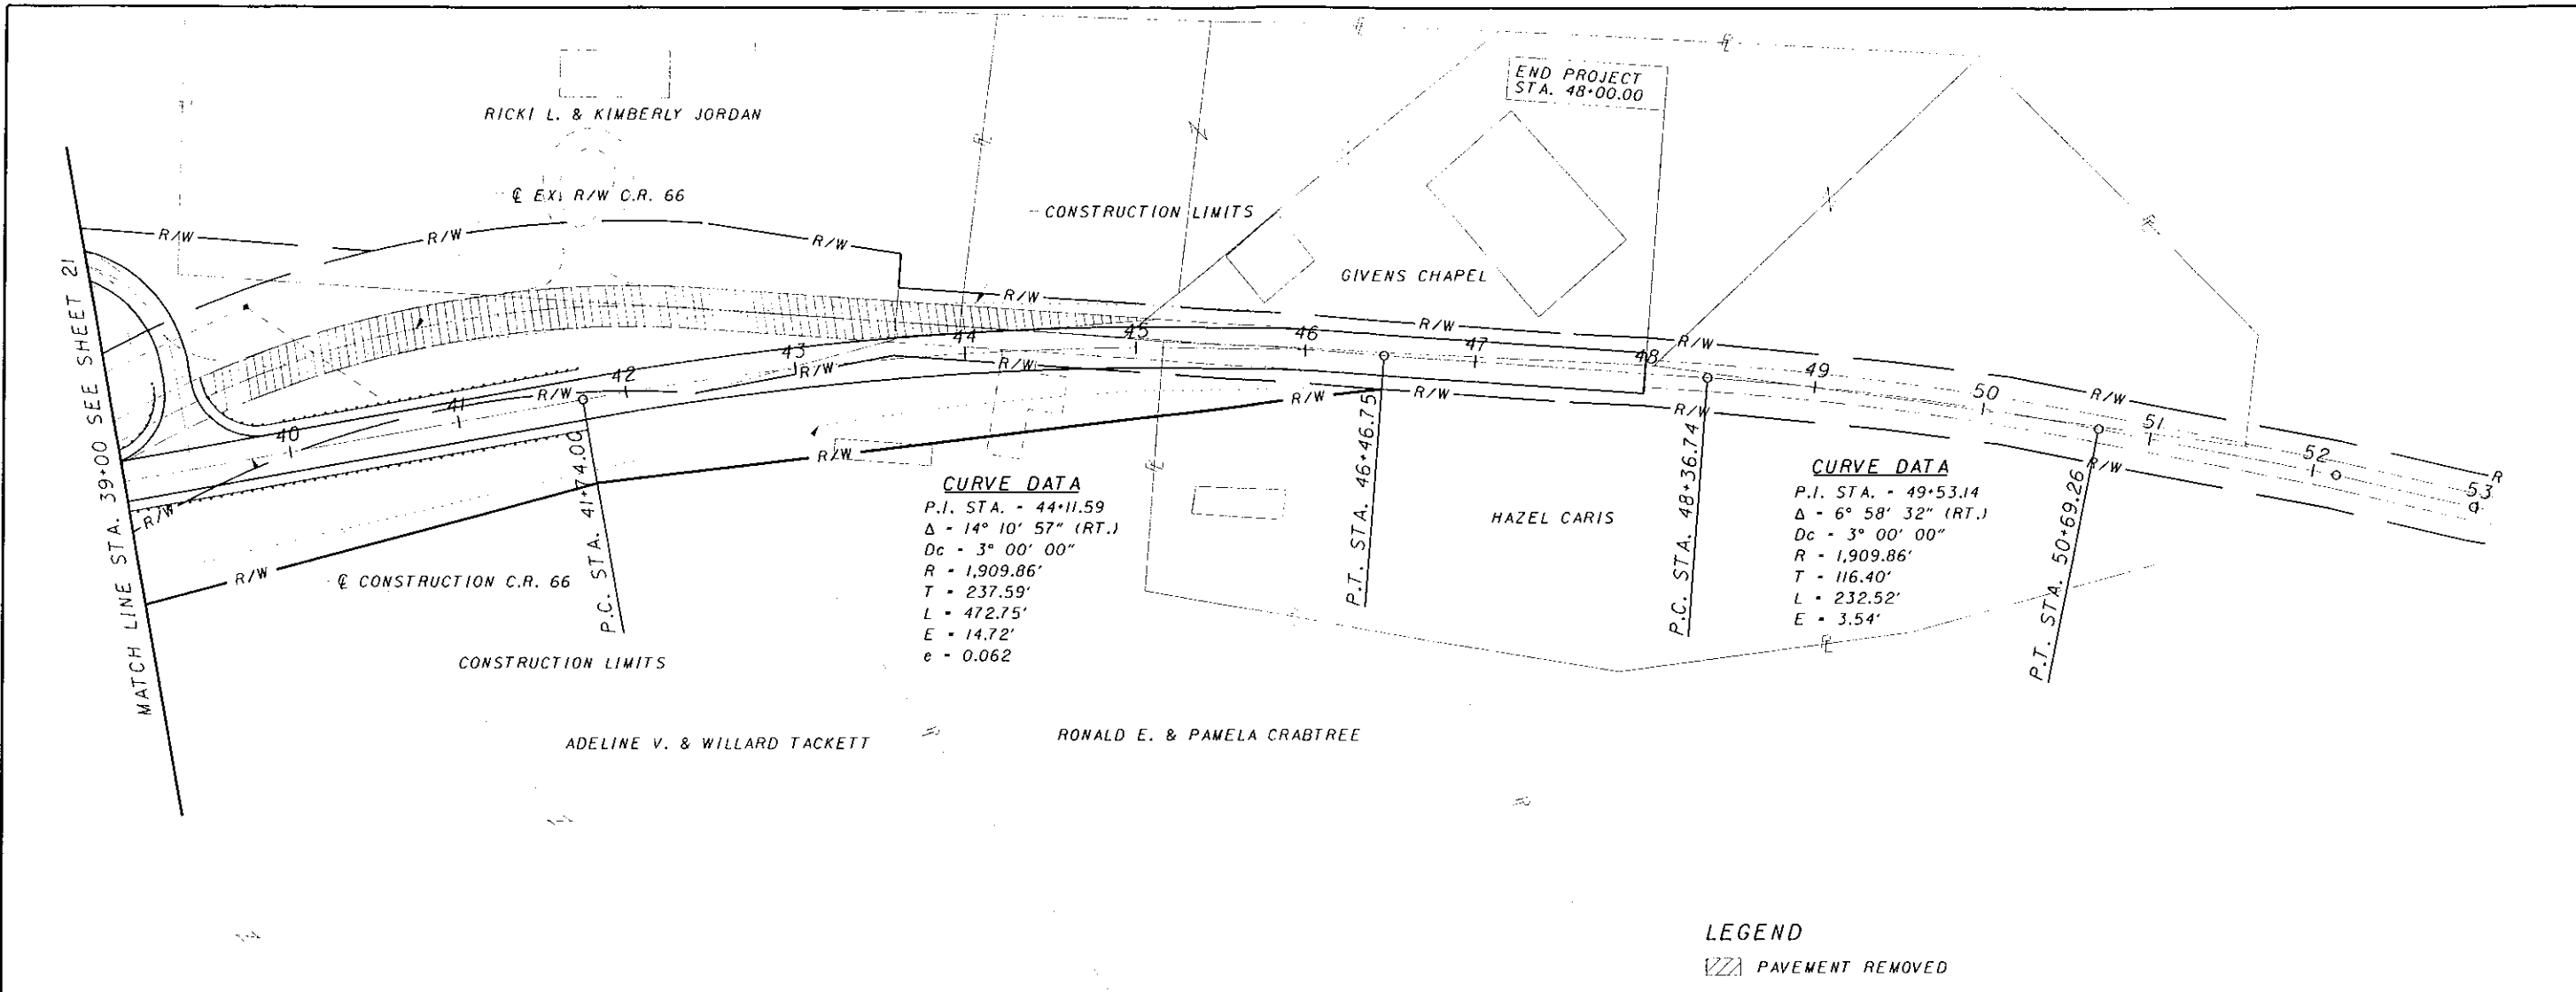 END PROJECT
STA. 48+00.00
RICKI L. & KIMBERLY JORDAN
℄ EX. R/W C.R. 66
CONSTRUCTION LIMITS
R/W
R/W
R/W
R/W
GIVENS CHAPEL
R/W
R/W
MATCH LINE STA. 39+00 SEE SHEET 21
40
41
42
43
44
45
46
47
48
49
50
51
52
53
R/W
R/W
R/W
R/W
R/W
R/W
R/W
R/W
R/W
R/W
R/W
R
R/W
℄ CONSTRUCTION C.R. 66
P.C. STA. 41+74.00
P.T. STA. 46+46.75
P.C. STA. 48+36.74
P.T. STA. 50+69.26
CURVE DATA
P.I. STA. = 44+11.59
Δ = 14° 10' 57" (RT.)
Dc = 3° 00' 00"
R = 1,909.86'
T = 237.59'
L = 472.75'
E = 14.72'
e = 0.062
HAZEL CARIS
CURVE DATA
P.I. STA. = 49+53.14
Δ = 6° 58' 32" (RT.)
Dc = 3° 00' 00"
R = 1,909.86'
T = 116.40'
L = 232.52'
E = 3.54'
CONSTRUCTION LIMITS
ADELINE V. & WILLARD TACKETT
RONALD E. & PAMELA CRABTREE
LEGEND
PAVEMENT REMOVED